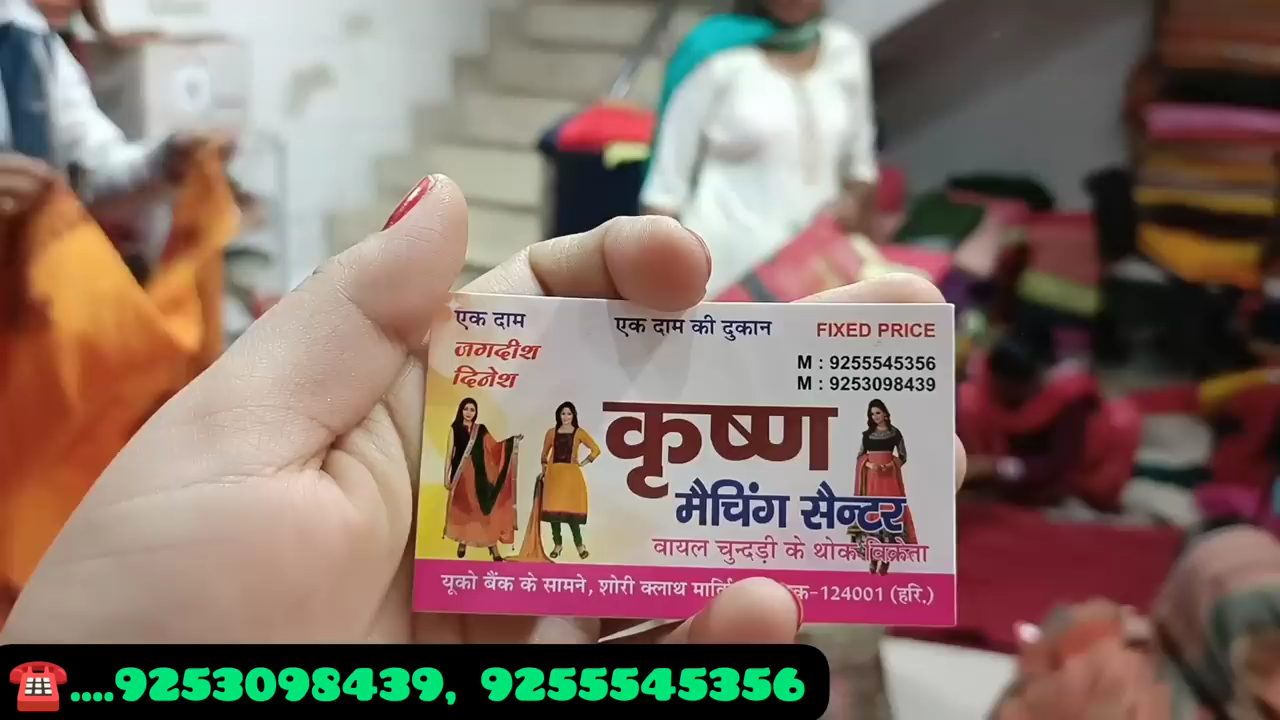 एक दाम
एक दाम की दुकान
FIXED PRICE
जगदीश
दिनेश
M : 9255545356
M : 9253098439
कृष्ण
मैचिंग सैन्टर
वायल चुन्दड़ी के थोक विक्रेता
यूको बैंक के सामने, शोरी क्लाथ -124001 (हरि.)
☎....9253098439, 9255545356